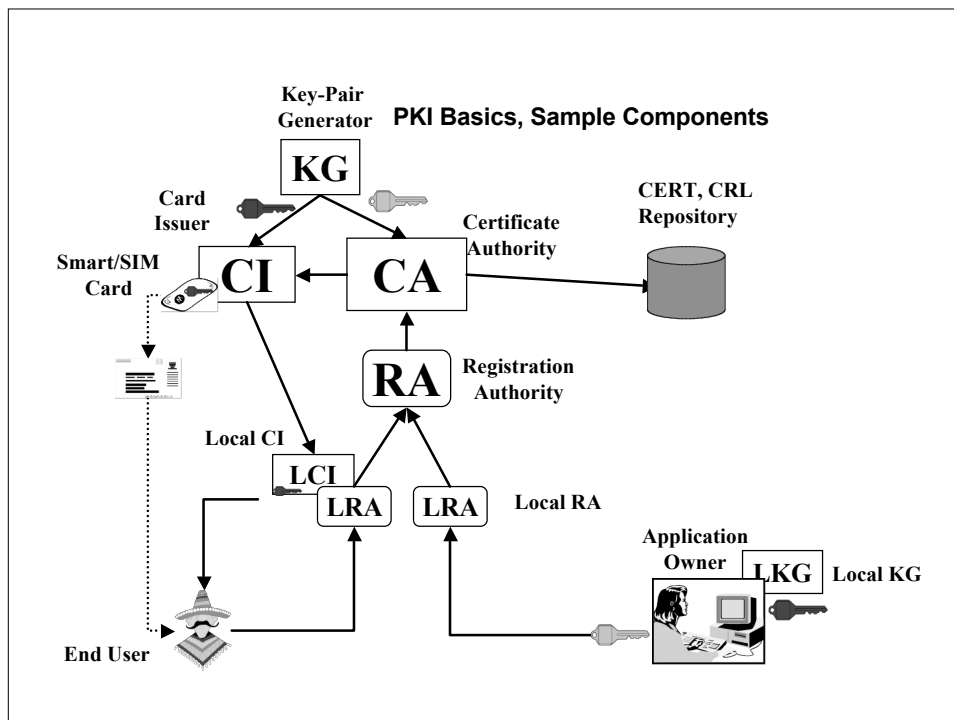 PKI Basics, Sample Components
Key-Pair
Generator
KG
Card
Issuer
CERT, CRL
Repository
Certificate
Authority
Smart/SIM
Card
CI
CA
RA
Registration
Authority
Local CI
LCI
LRA
LRA
Local RA
Application
Owner
LKG
Local KG
End User